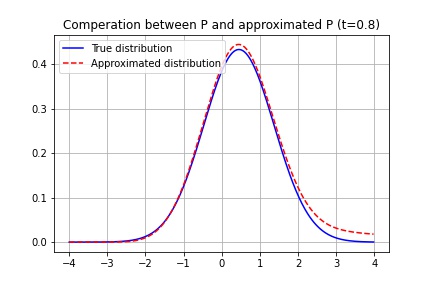 Comperation between P and approximated P (t=0.8)
True distribution
Approximated distribution
0.4
0.3
0.2
0.1
0.0
−4 −3 −2 −1 0 1 2 3 4